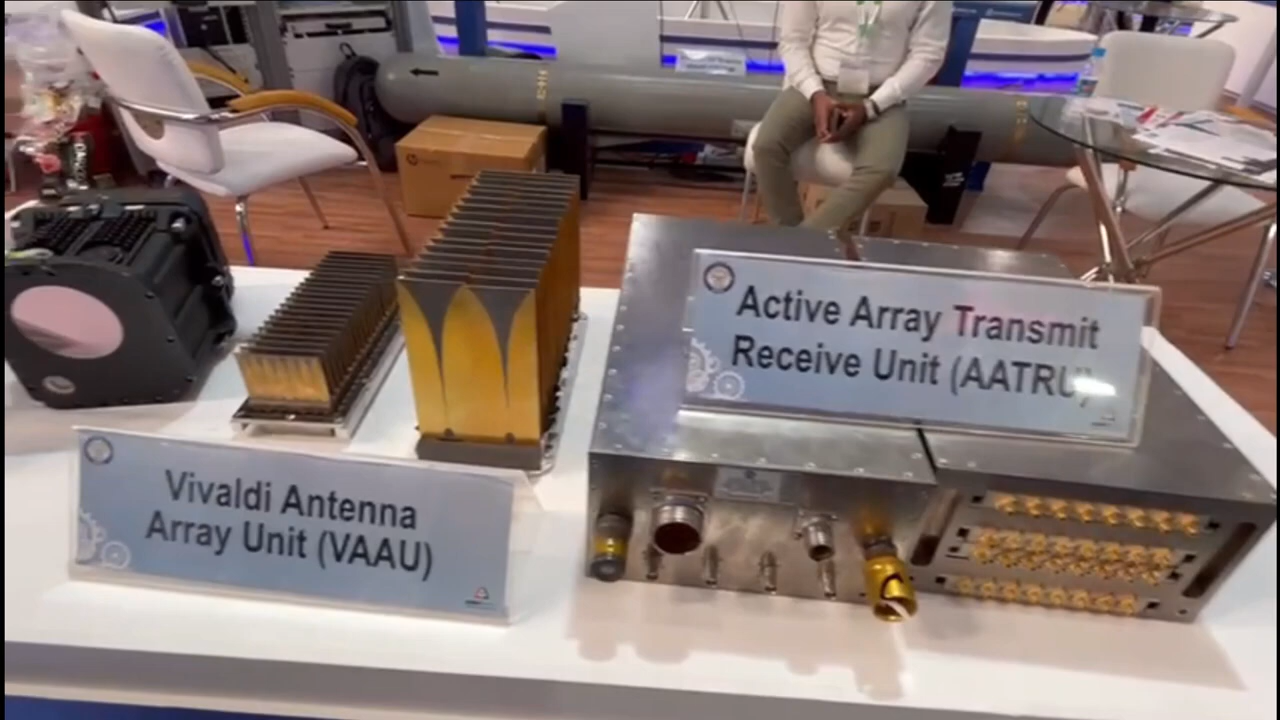 Active Array Transmit
Receive Unit (AATRU)
Vivaldi Antenna
Array Unit (VAAU)